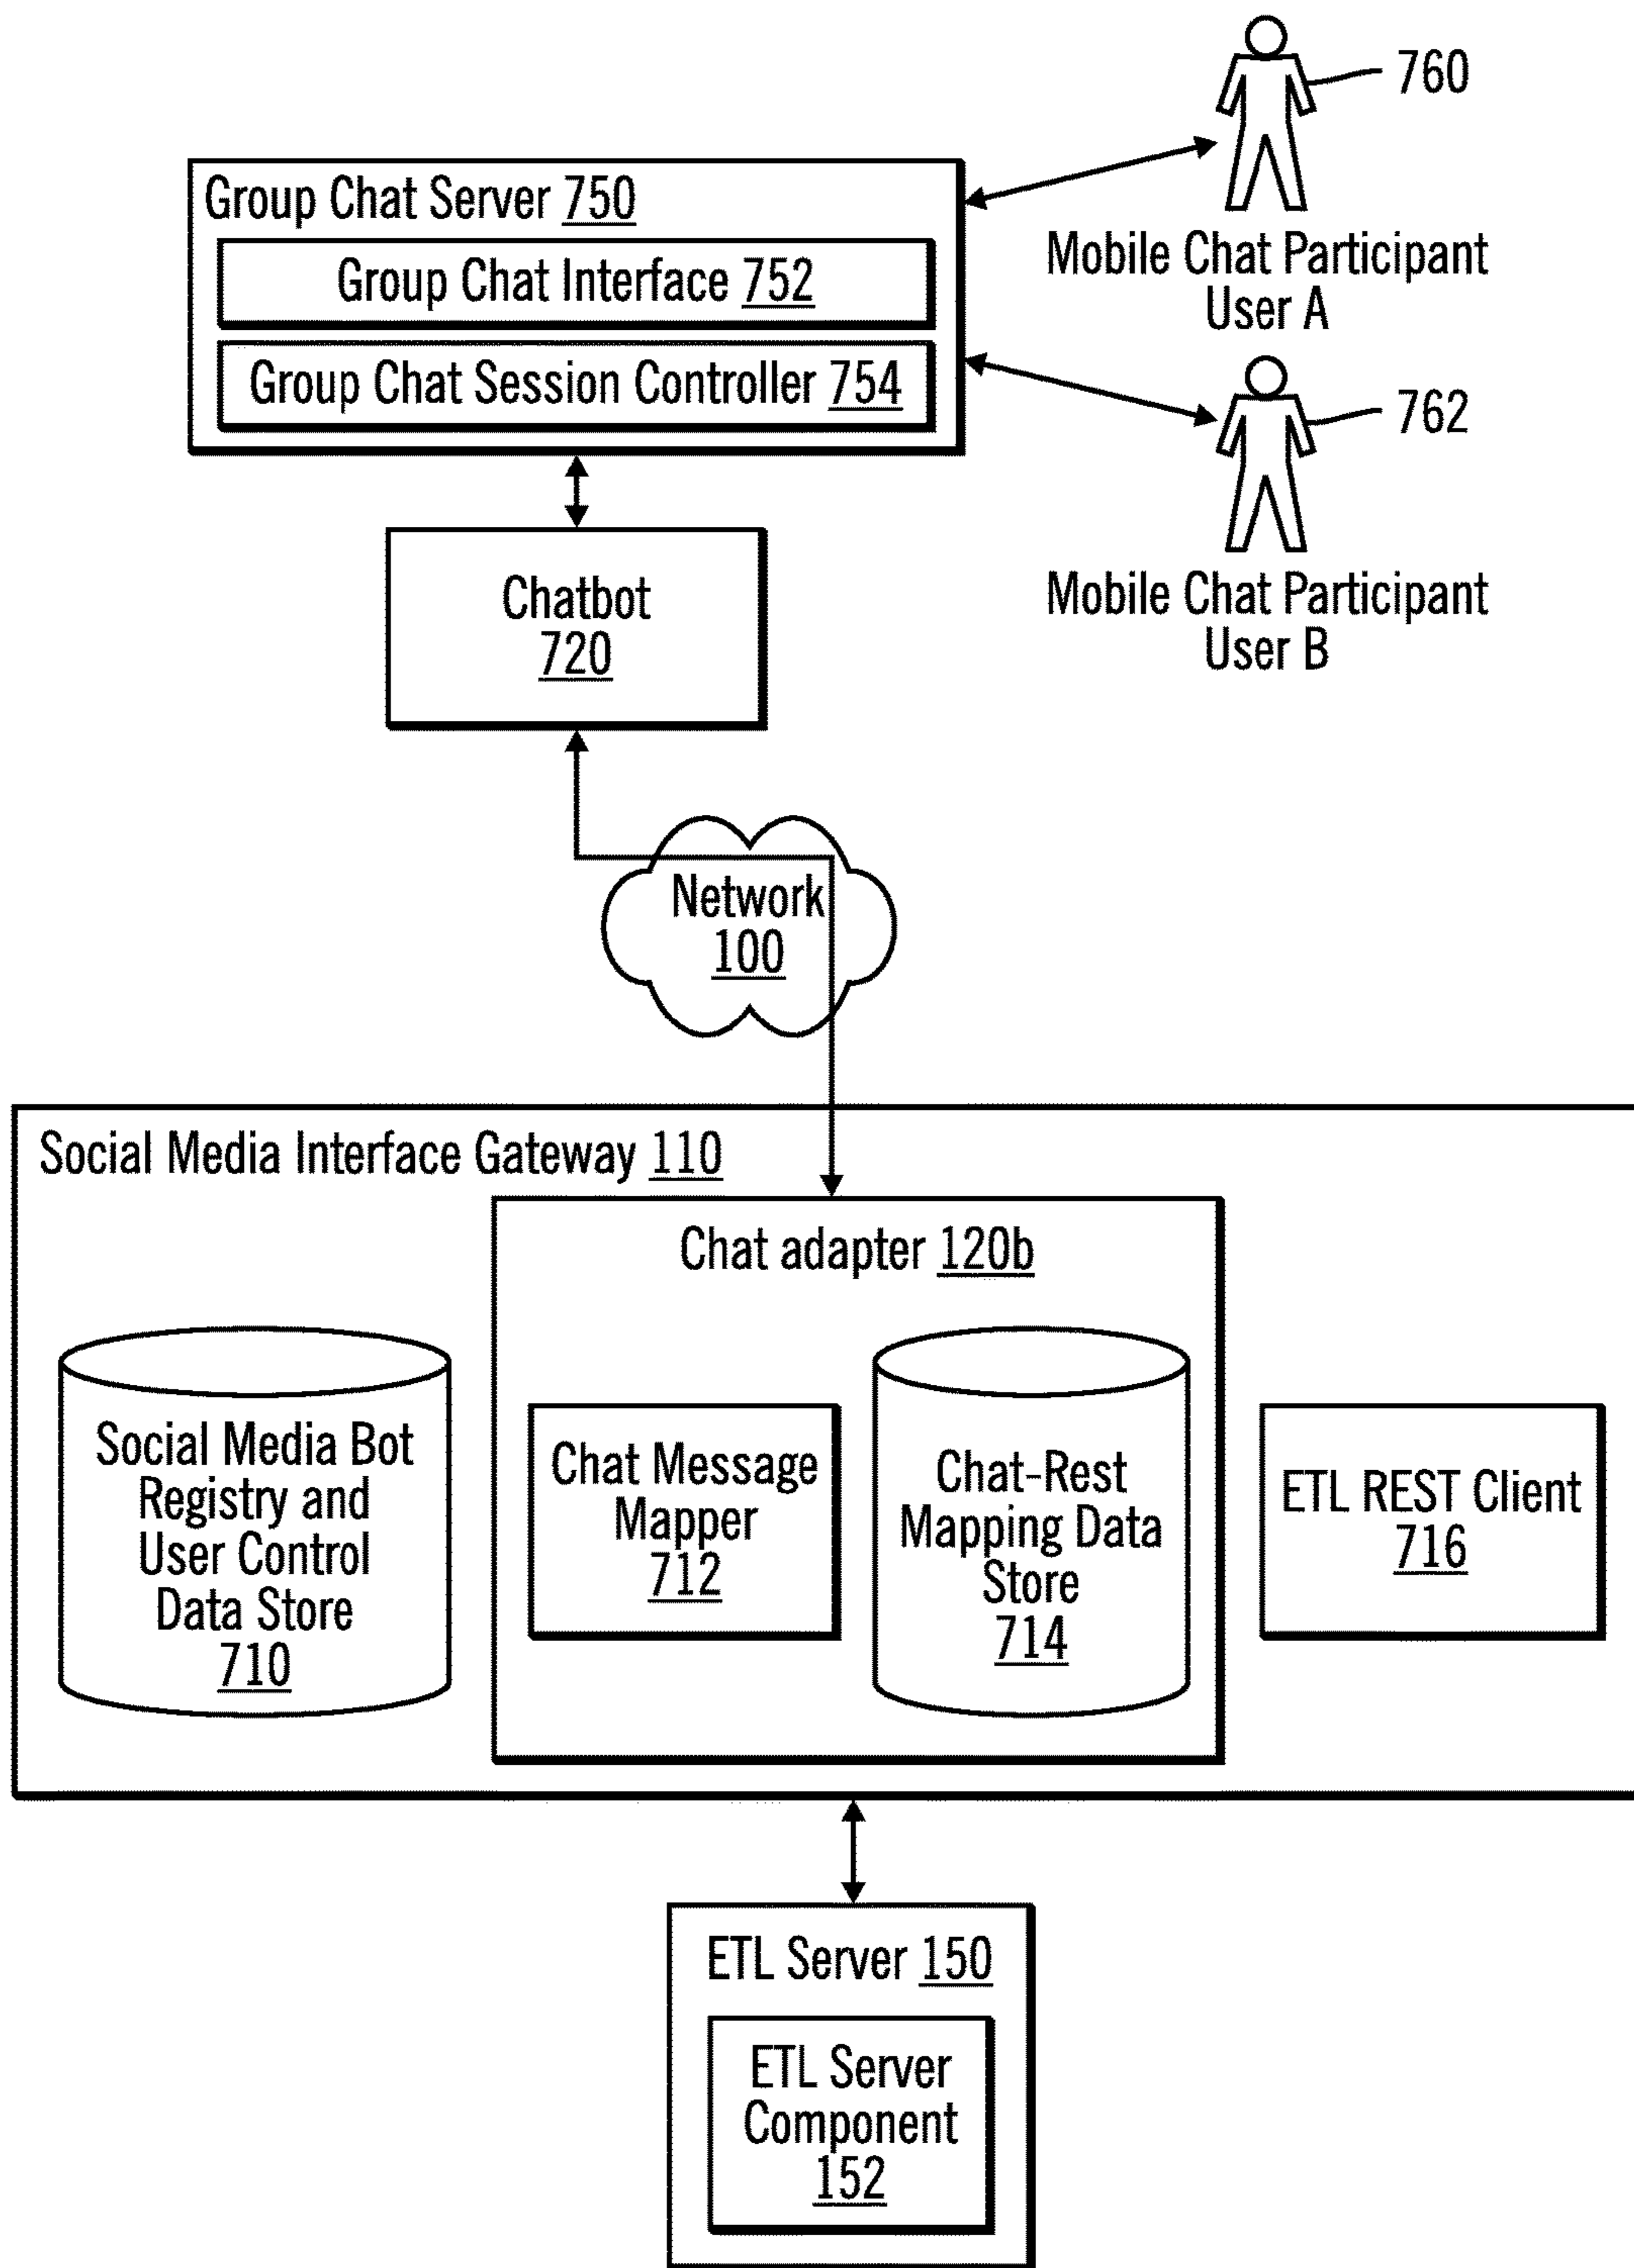 760
Group Chat Server 750
Group Chat Interface 752
Group Chat Session Controller 754
Mobile Chat Participant
User A
762
Mobile Chat Participant
User B
Chatbot
720
Network
100
Social Media Interface Gateway 110
Chat adapter 120b
Social Media Bot
Registry and
User Control
Data Store
710
Chat Message
Mapper
712
Chat-Rest
Mapping Data
Store
714
ETL REST Client
716
ETL Server 150
ETL Server
Component
152